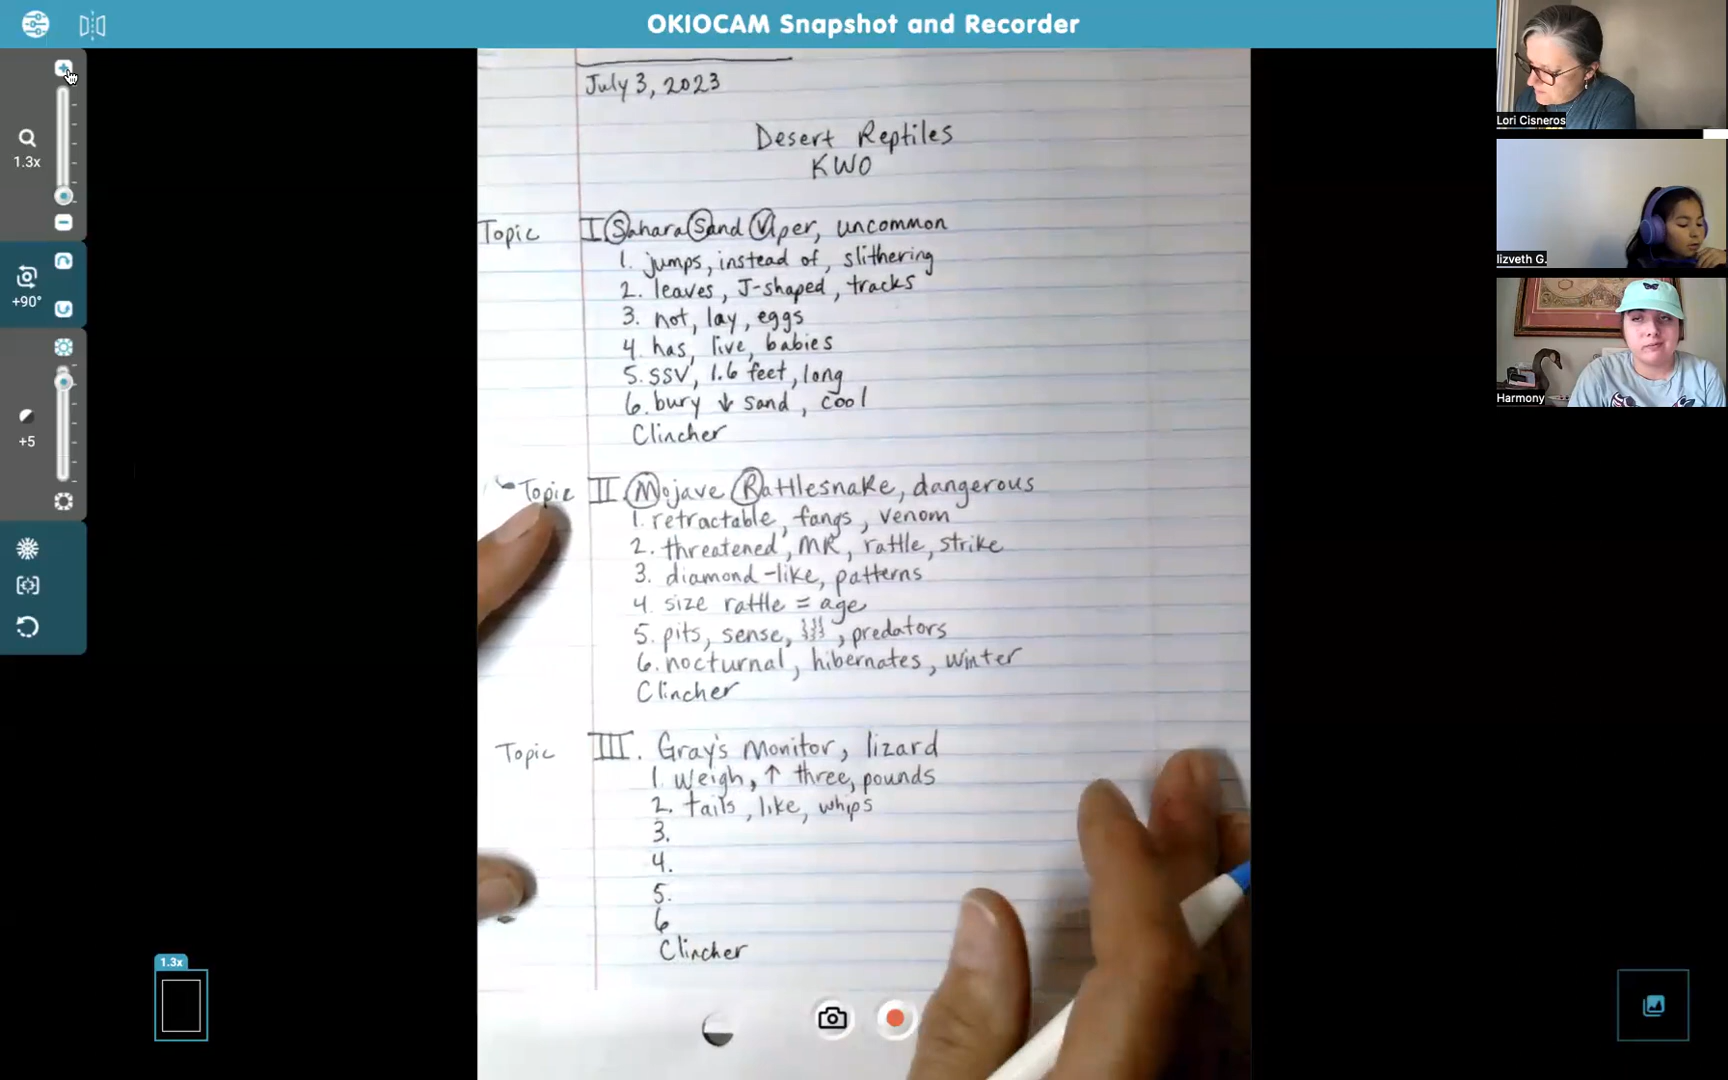 OKIOCAM Snapshot and Recorder
July 3, 2023
Desert Reptiles
KWO
Topic I Sahara Sand Viper, uncommon
1. jumps, instead of, slithering
2. leaves, J-shaped, tracks
3. not, lay, eggs
4. has, live, babies
5. SSV, 1.6 feet, long
6. bury ↓ sand, cool
Clincher
Topic II. Mojave Rattlesnake, dangerous
1. retractable, fangs, venom
2. threatened, MR, rattle, strike
3. diamond-like, patterns
4. size rattle = age
5. pits, sense, , predators
6. nocturnal, hibernates, winter
Clincher
Topic III. Gray's Monitor, lizard
1. Weigh, ↑ three, pounds
2. tails, like, whips
3.
4.
5.
6
Clincher
1.3x
+90°
+5
1.3x
Lori Cisneros
lizveth G.
Harmony